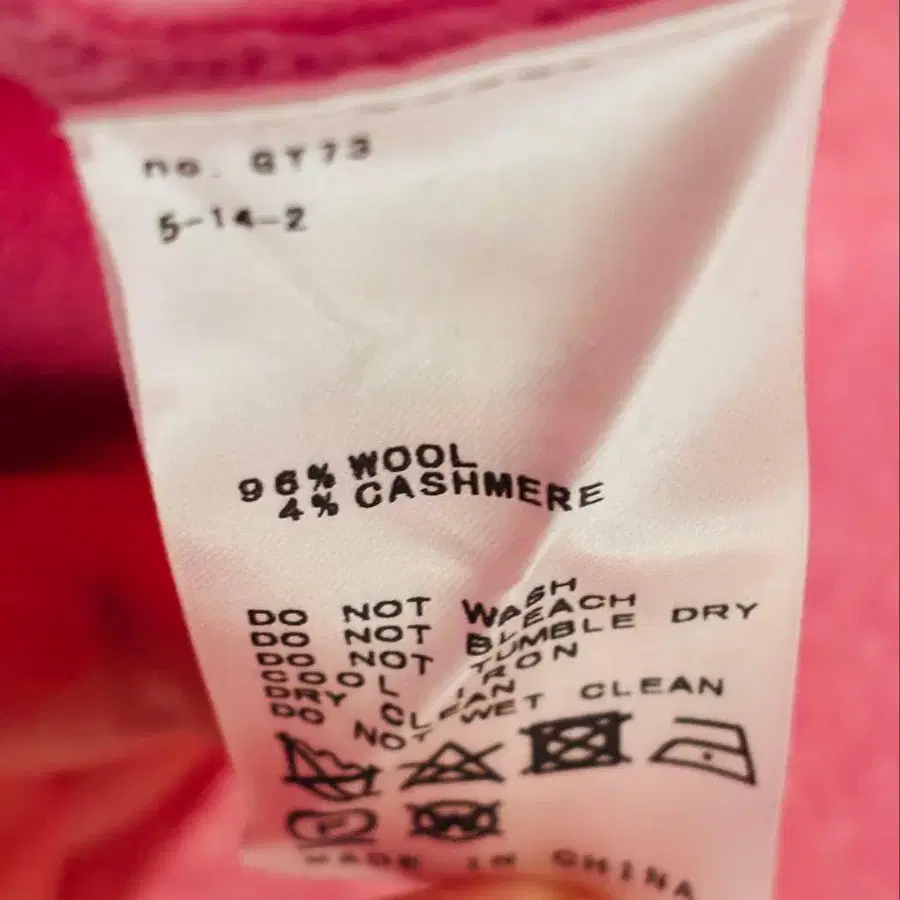 no. GY73
5-14-2
96% WOOL
4% CASHMERE
DO NOT WASH
DO NOT BLEACH
DO NOT TUMBLE DRY
COOL IRON
DRY CLEAN
DO NOT WET CLEAN
MADE IN CHINA